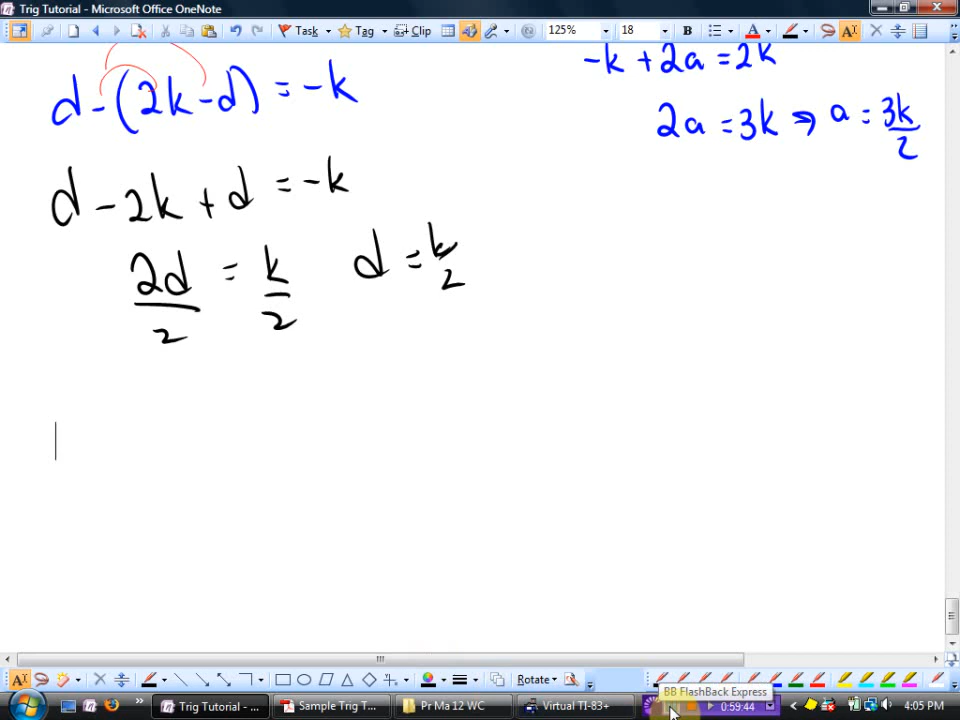 Trig Tutorial - Microsoft Office OneNote
Task Tag Clip 125% 18 B A A
d - (2k - d) = -k
-k + 2a = 2k
2a = 3k ⇒ a = 3k/2
d - 2k + d = -k
2d/2 = k/2 d = k/2
A Rotate
BB FlashBack Express
Trig Tutorial - ... Sample Trig T... Pr Ma 12 WC Virtual TI-83+ 0:59:44 4:05 PM